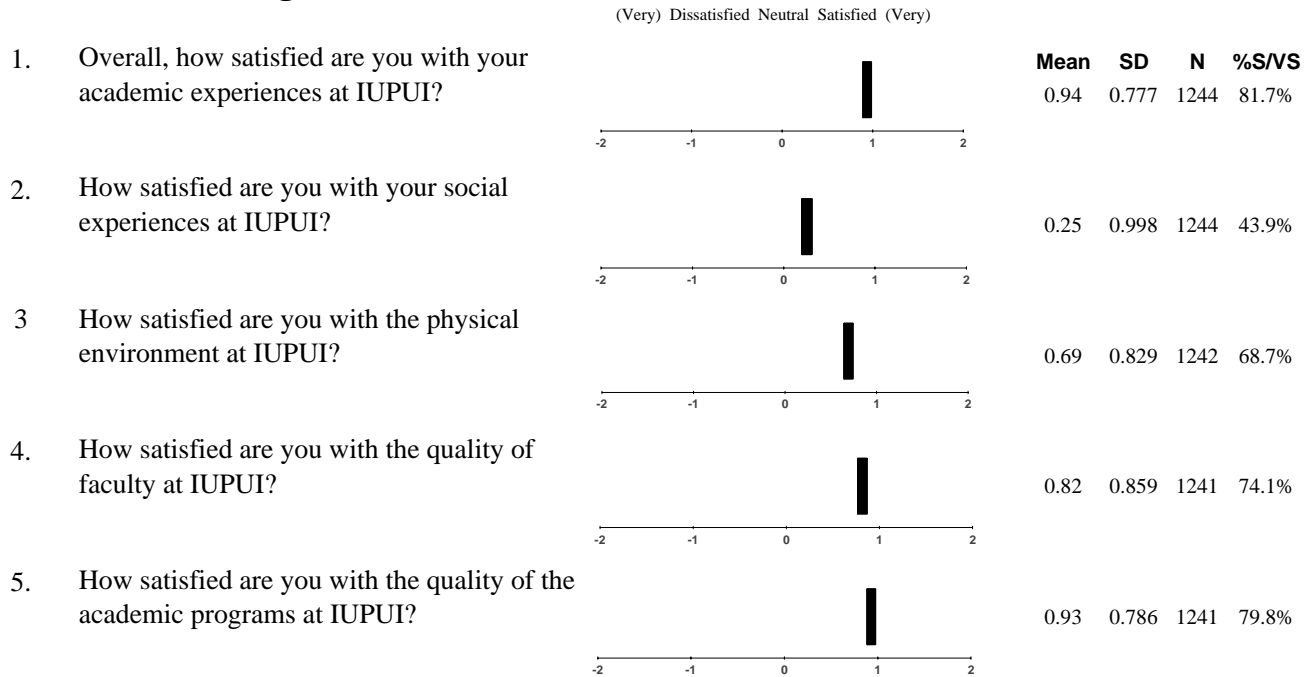 (Very) Dissatisfied Neutral Satisfied (Very)
1. Overall, how satisfied are you with your
academic experiences at IUPUI?
Mean SD N %S/VS
0.94 0.777 1244 81.7%
-2 -1 0 1 2
2. How satisfied are you with your social
experiences at IUPUI?
0.25 0.998 1244 43.9%
-2 -1 0 1 2
3 How satisfied are you with the physical
environment at IUPUI?
0.69 0.829 1242 68.7%
-2 -1 0 1 2
4. How satisfied are you with the quality of
faculty at IUPUI?
0.82 0.859 1241 74.1%
-2 -1 0 1 2
5. How satisfied are you with the quality of the
academic programs at IUPUI?
0.93 0.786 1241 79.8%
-2 -1 0 1 2